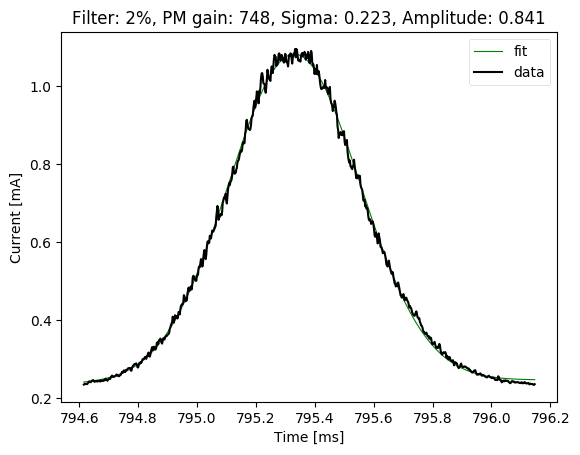 Filter: 2%, PM gain: 748, Sigma: 0.223, Amplitude: 0.841
fit
data
1.0
0.8
0.6
0.4
0.2
Current [mA]
794.6 794.8 795.0 795.2 795.4 795.6 795.8 796.0 796.2
Time [ms]